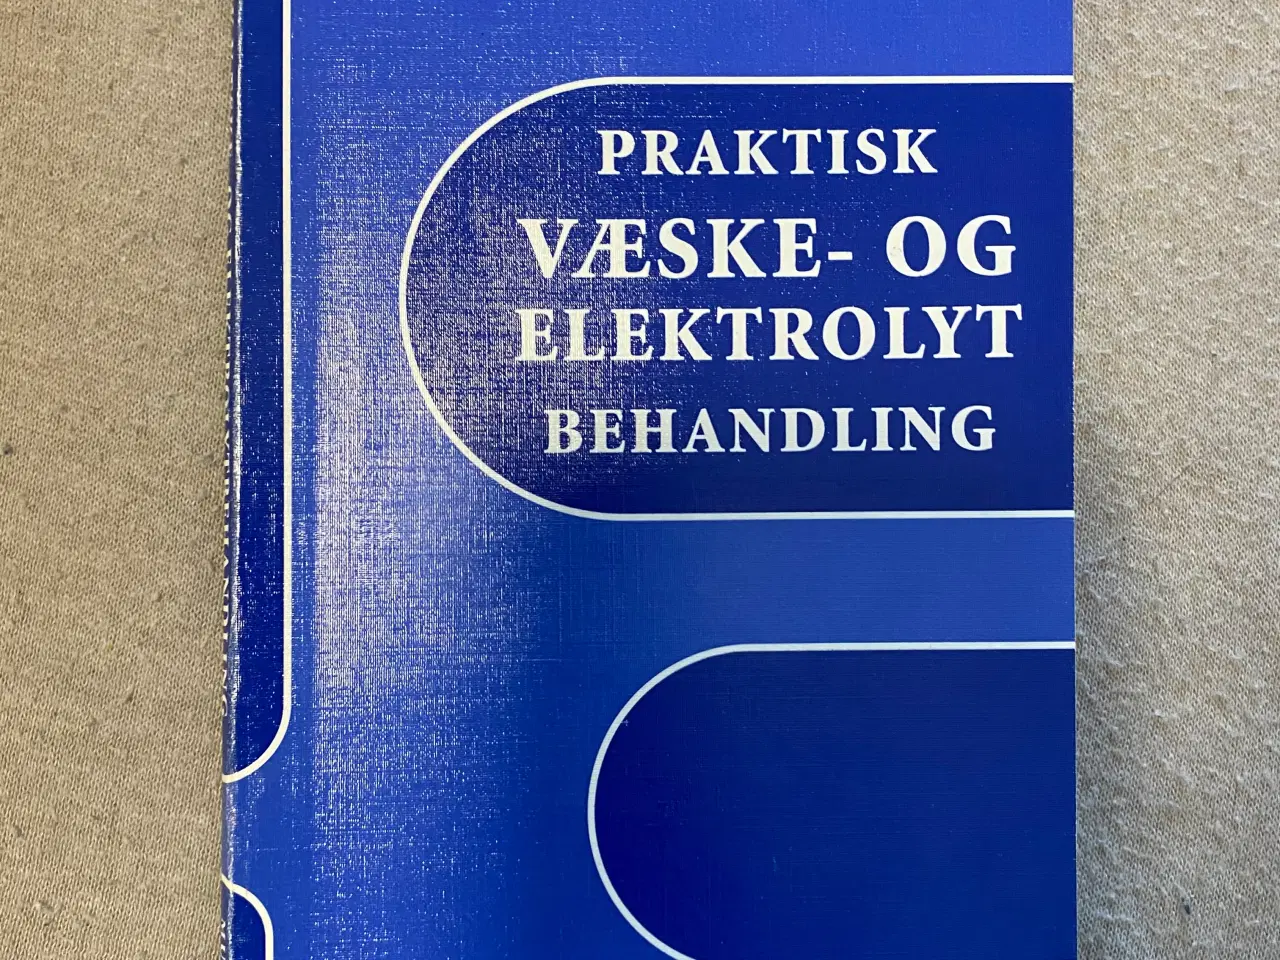 PRAKTISK
VÆSKE- OG
ELEKTROLYT
BEHANDLING